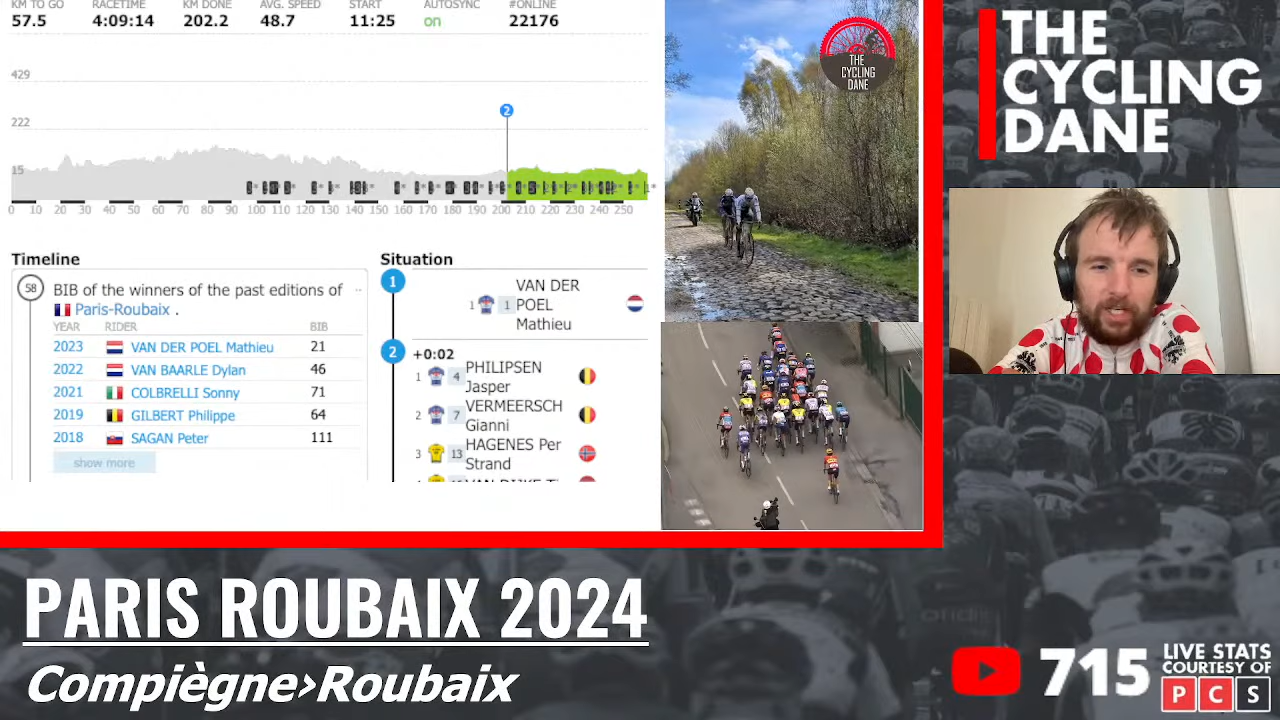 KM TO GO RACETIME KM DONE AVG. SPEED START AUTOSYNC #ONLINE
57.5 4:09:14 202.2 48.7 11:25 on 22176
429
222
15
2
0 10 20 30 40 50 60 70 80 90 100 110 120 130 140 150 160 170 180 190 200 210 220 230 240 250
Timeline
58 BIB of the winners of the past editions of
Paris-Roubaix .
YEAR RIDER BIB
2023 VAN DER POEL Mathieu 21
2022 VAN BAARLE Dylan 46
2021 COLBRELLI Sonny 71
2019 GILBERT Philippe 64
2018 SAGAN Peter 111
show more
Situation
1
1 1 VAN DER
POEL
Mathieu
2 +0:02
1 4 PHILIPSEN
Jasper
2 7 VERMEERSCH
Gianni
3 13 HAGENES Per
Strand
THE
CYCLING
DANE
THE
CYCLING
DANE
PARIS ROUBAIX 2024
Compiègne>Roubaix
715
LIVE STATS
COURTESY OF
PCS